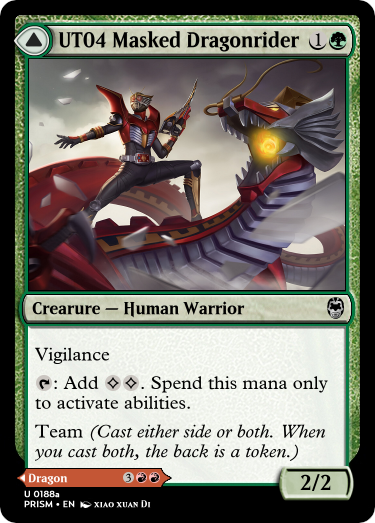 UT04 Masked Dragonrider 1
Crearure — Human Warrior
Vigilance
: Add . Spend this mana only
to activate abilities.
Team (Cast either side or both. When
you cast both, the back is a token.)
Dragon 3
2/2
U 0188a
PRISM • EN XIAO XUAN DI